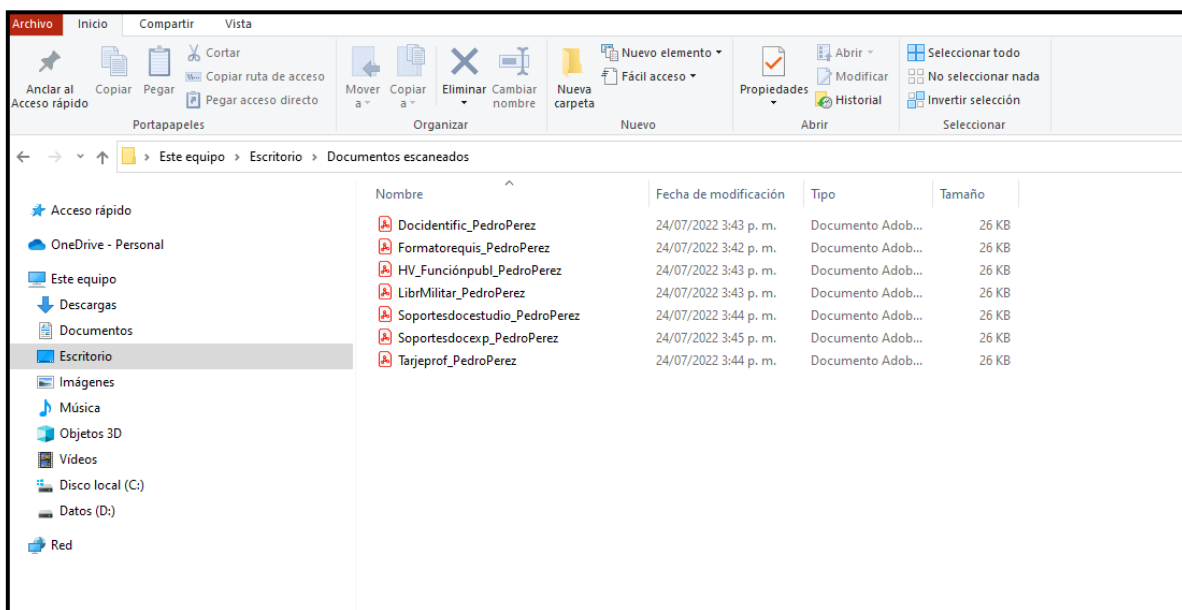 Archivo Inicio Compartir Vista
Anclar al Acceso rápido
Copiar
Pegar
Cortar
Copiar ruta de acceso
Pegar acceso directo
Portapapeles
Mover a
Copiar a
Eliminar
Cambiar nombre
Organizar
Nueva carpeta
Nuevo elemento
Fácil acceso
Nuevo
Propiedades
Abrir
Modificar
Historial
Abrir
Seleccionar todo
No seleccionar nada
Invertir selección
Seleccionar
Este equipo > Escritorio > Documentos escaneados
Acceso rápido
OneDrive - Personal
Este equipo
Descargas
Documentos
Escritorio
Imágenes
Música
Objetos 3D
Vídeos
Disco local (C:)
Datos (D:)
Red
Nombre Fecha de modificación Tipo Tamaño
Docidentific_PedroPerez 24/07/2022 3:43 p. m. Documento Adob... 26 KB
Formatorequis_PedroPerez 24/07/2022 3:42 p. m. Documento Adob... 26 KB
HV_Funciónpubl_PedroPerez 24/07/2022 3:43 p. m. Documento Adob... 26 KB
LibrMilitar_PedroPerez 24/07/2022 3:43 p. m. Documento Adob... 26 KB
Soportesdocestudio_PedroPerez 24/07/2022 3:44 p. m. Documento Adob... 26 KB
Soportesdocexp_PedroPerez 24/07/2022 3:45 p. m. Documento Adob... 26 KB
Tarjeprof_PedroPerez 24/07/2022 3:44 p. m. Documento Adob... 26 KB